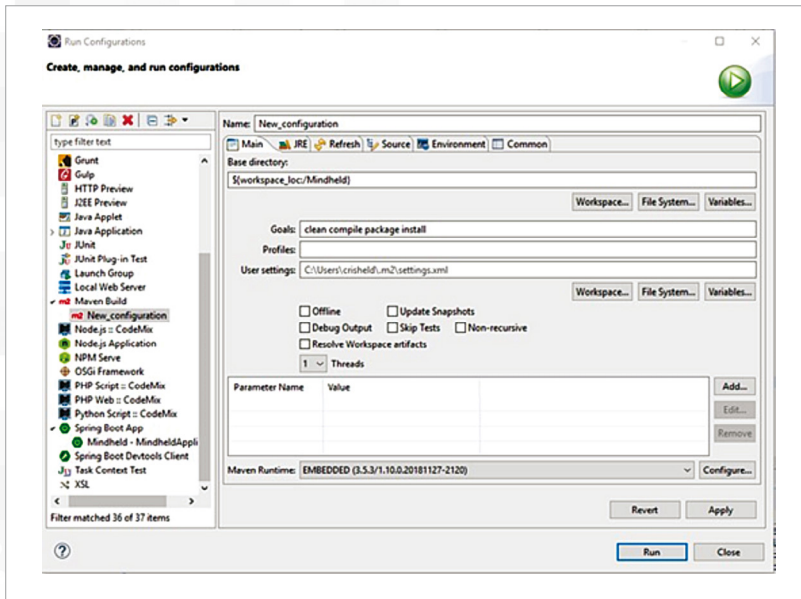 Run Configurations
Create, manage, and run configurations
type filter text
Grunt
Gulp
HTTP Preview
J2EE Preview
Java Applet
Java Application
Ju JUnit
JUnit Plug-in Test
Launch Group
Local Web Server
m2 Maven Build
m2 New_configuration
Node.js :: CodeMix
Node.js Application
NPM Serve
OSGi Framework
PHP Script :: CodeMix
PHP Web :: CodeMix
Python Script :: CodeMix
Spring Boot App
Mindheld - MindheldAppli
Spring Boot Devtools Client
Task Context Test
XSL
Filter matched 36 of 37 items
Name: New_configuration
Main JRE Refresh Source Environment Common
Base directory:
${workspace_loc:/Mindheld}
Workspace... File System... Variables...
Goals: clean compile package install
Profiles:
User settings: C:\Users\crisheld\.m2\settings.xml
Workspace... File System... Variables...
Offline Update Snapshots
Debug Output Skip Tests Non-recursive
Resolve Workspace artifacts
1 Threads
Parameter Name Value Add...
Edit...
Remove
Maven Runtime: EMBEDDED (3.5.3/1.10.0.20181127-2120) Configure...
Revert Apply
? Run Close